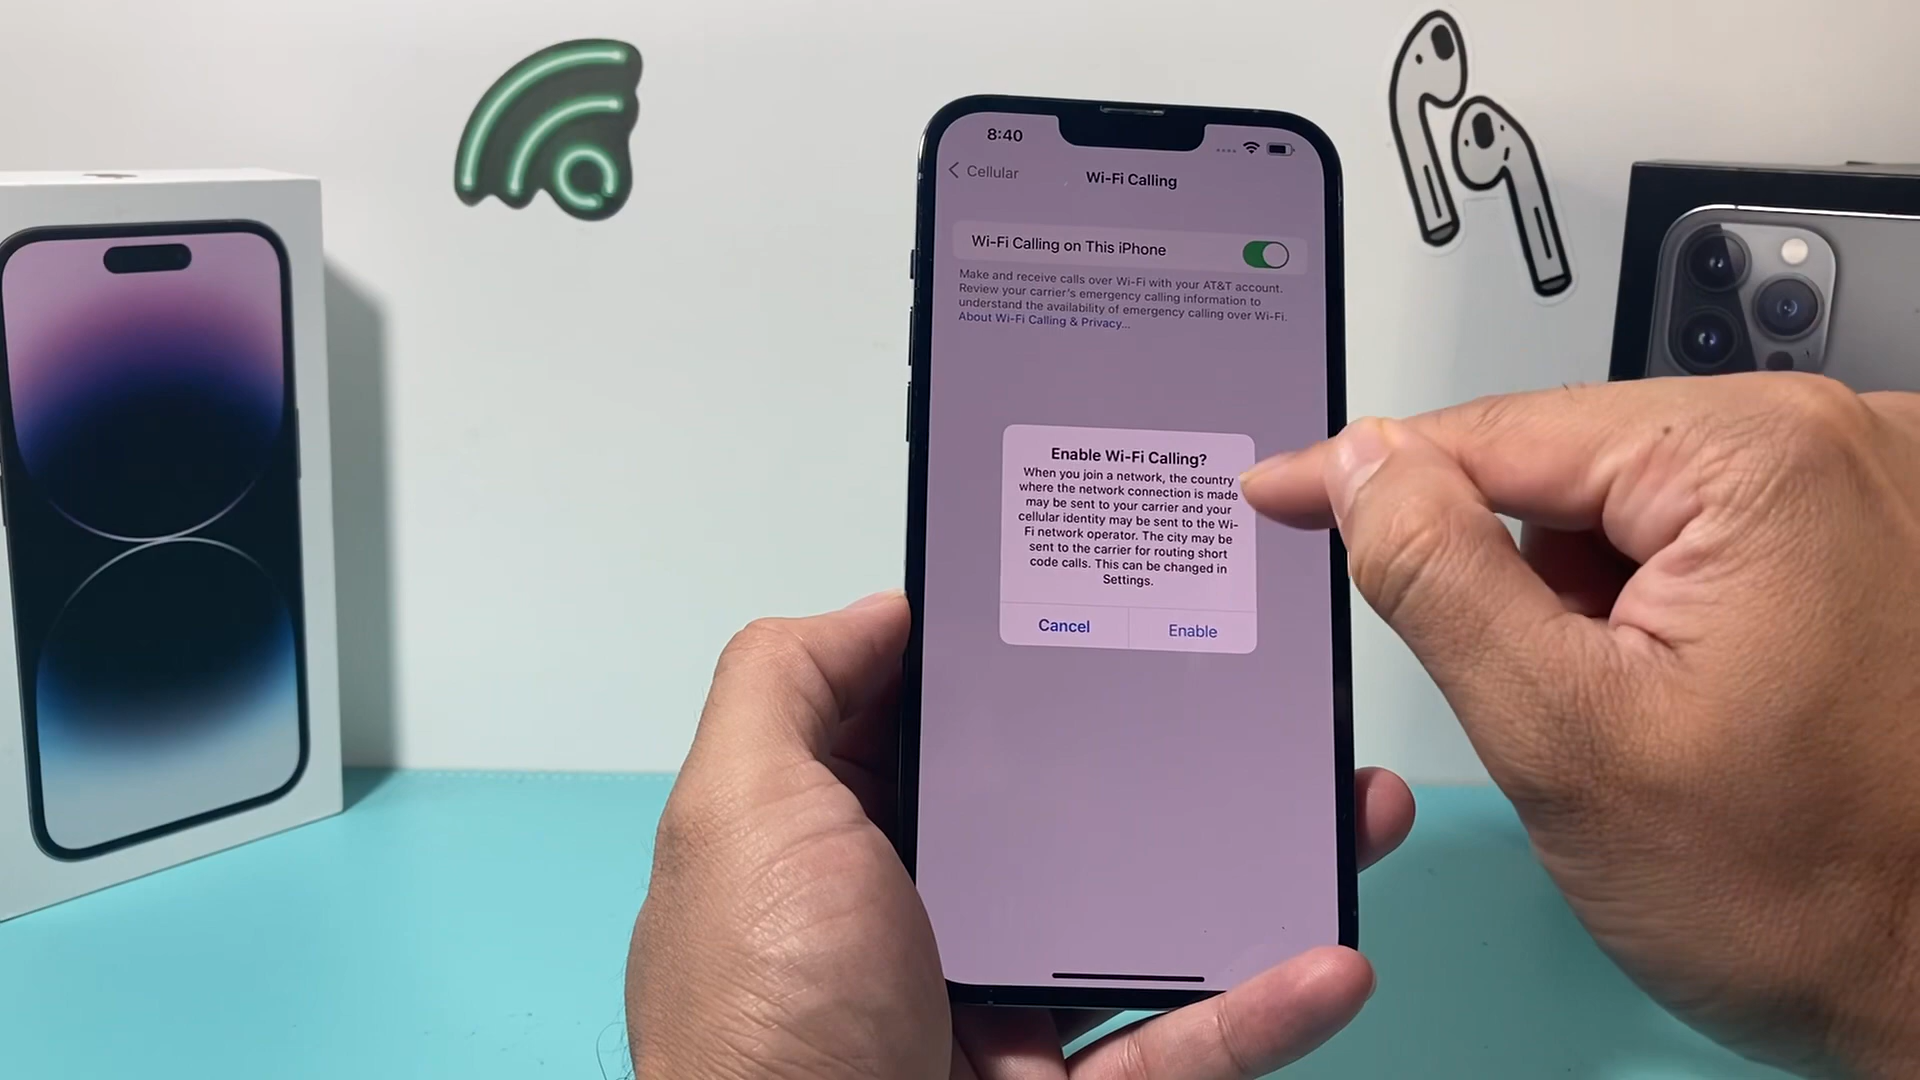 8:40
Cellular
Wi-Fi Calling
Wi-Fi Calling on This iPhone
Make and receive calls over Wi-Fi with your AT&T account.
Review your carrier's emergency calling information to
understand the availability of emergency calling over Wi-Fi.
About Wi-Fi Calling & Privacy...
Enable Wi-Fi Calling?
When you join a network, the country
where the network connection is made
may be sent to your carrier and your
cellular identity may be sent to the Wi-
Fi network operator. The city may be
sent to the carrier for routing short
code calls. This can be changed in
Settings.
Cancel
Enable